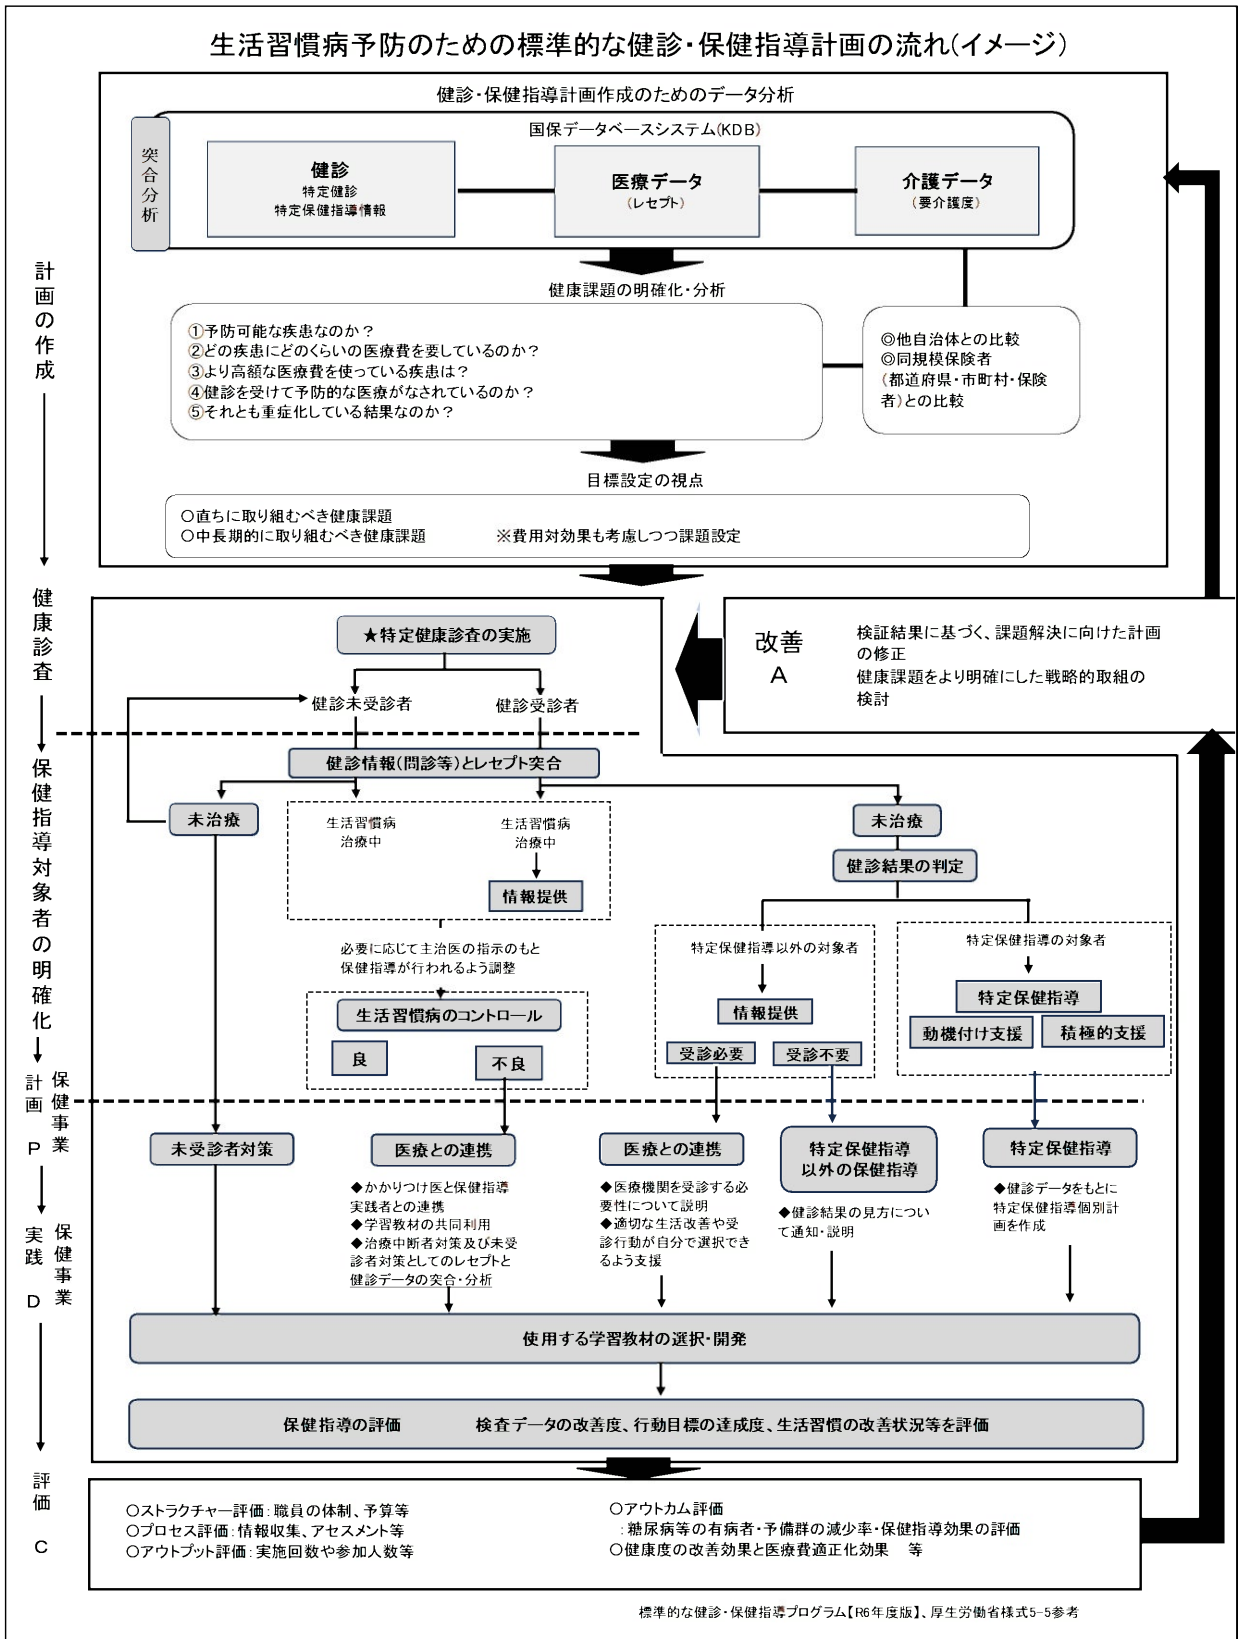 生活習慣病予防のための標準的な健診・保健指導計画の流れ(イメージ)
健診・保健指導計画作成のためのデータ分析
国保データベースシステム(KDB)
突合分析
健診
特定健診
特定保健指導情報
医療データ
(レセプト)
介護データ
(要介護度)
計画の作成
健康課題の明確化・分析
①予防可能な疾患なのか？
②どの疾患にどのくらいの医療費を要しているのか？
③より高額な医療費を使っている疾患は？
④健診を受けて予防的な医療がなされているのか？
⑤それとも重症化している結果なのか？
◎他自治体との比較
◎同規模保険者
(都道府県・市町村・保険
者)との比較
目標設定の視点
○直ちに取り組むべき健康課題
○中長期的に取り組むべき健康課題　※費用対効果も考慮しつつ課題設定
健康診査
★特定健康診査の実施
健診未受診者
健診受診者
改善
A
検証結果に基づく、課題解決に向けた計画
の修正
健康課題をより明確にした戦略的取組の
検討
保健指導対象者の明確化
健診情報(問診等)とレセプト突合
未治療
生活習慣病
治療中
生活習慣病
治療中
情報提供
未治療
健診結果の判定
必要に応じて主治医の指示のもと
保健指導が行われるよう調整
生活習慣病のコントロール
良
不良
特定保健指導以外の対象者
情報提供
受診必要
受診不要
特定保健指導の対象者
特定保健指導
動機付け支援
積極的支援
保健事業
計画 P
未受診者対策
医療との連携
◆かかりつけ医と保健指導
実践者との連携
◆学習教材の共同利用
◆治療中断者対策及び未受
診者対策としてのレセプトと
健診データの突合・分析
医療との連携
◆医療機関を受診する必
要性について説明
◆適切な生活改善や受
診行動が自分で選択でき
るよう支援
特定保健指導
以外の保健指導
◆健診結果の見方につい
て通知・説明
特定保健指導
◆健診データをもとに
特定保健指導個別計
画を作成
保健事業
実践 D
使用する学習教材の選択・開発
保健指導の評価　検査データの改善度、行動目標の達成度、生活習慣の改善状況等を評価
評価 C
○ストラクチャー評価：職員の体制、予算等
○プロセス評価：情報収集、アセスメント等
○アウトプット評価：実施回数や参加人数等
○アウトカム評価
：糖尿病等の有病者・予備群の減少率・保健指導効果の評価
○健康度の改善効果と医療費適正化効果　等
標準的な健診・保健指導プログラム【R6年度版】、厚生労働省様式5-5参考